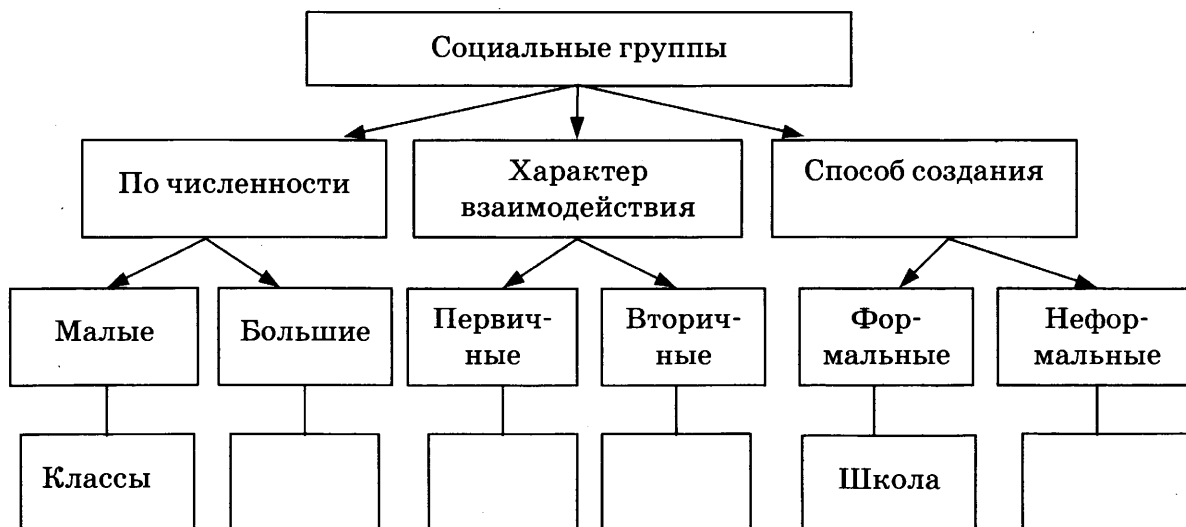 Социальные группы
По численности
Характер
взаимодействия
Способ создания
Малые
Большие
Первич-
ные
Вторич-
ные
Фор-
мальные
Нефор-
мальные
Классы
Школа